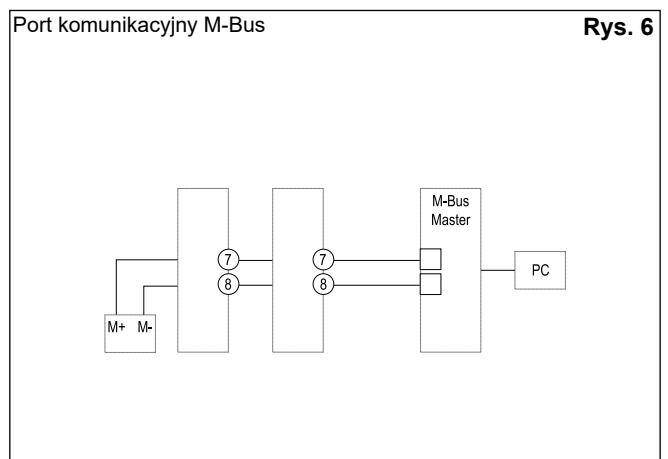 Port komunikacyjny M-Bus
Rys. 6
M-Bus
Master
7
7
8
8
PC
M+ M-